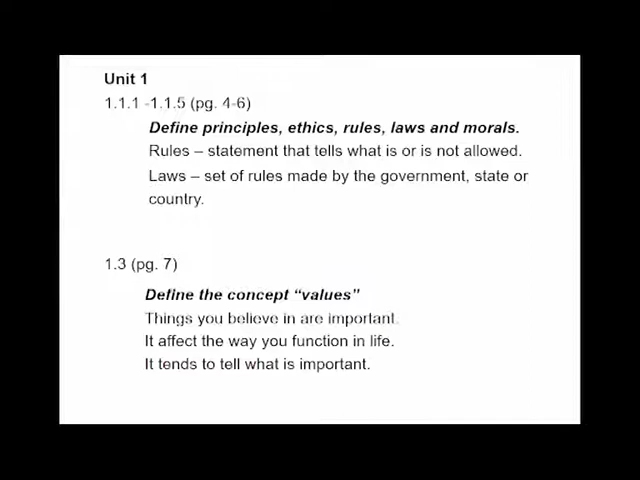 Unit 1
1.1.1 -1.1.5 (pg. 4-6)
Define principles, ethics, rules, laws and morals.
Rules – statement that tells what is or is not allowed.
Laws – set of rules made by the government, state or
country.
1.3 (pg. 7)
Define the concept “values”
Things you believe in are important.
It affect the way you function in life.
It tends to tell what is important.